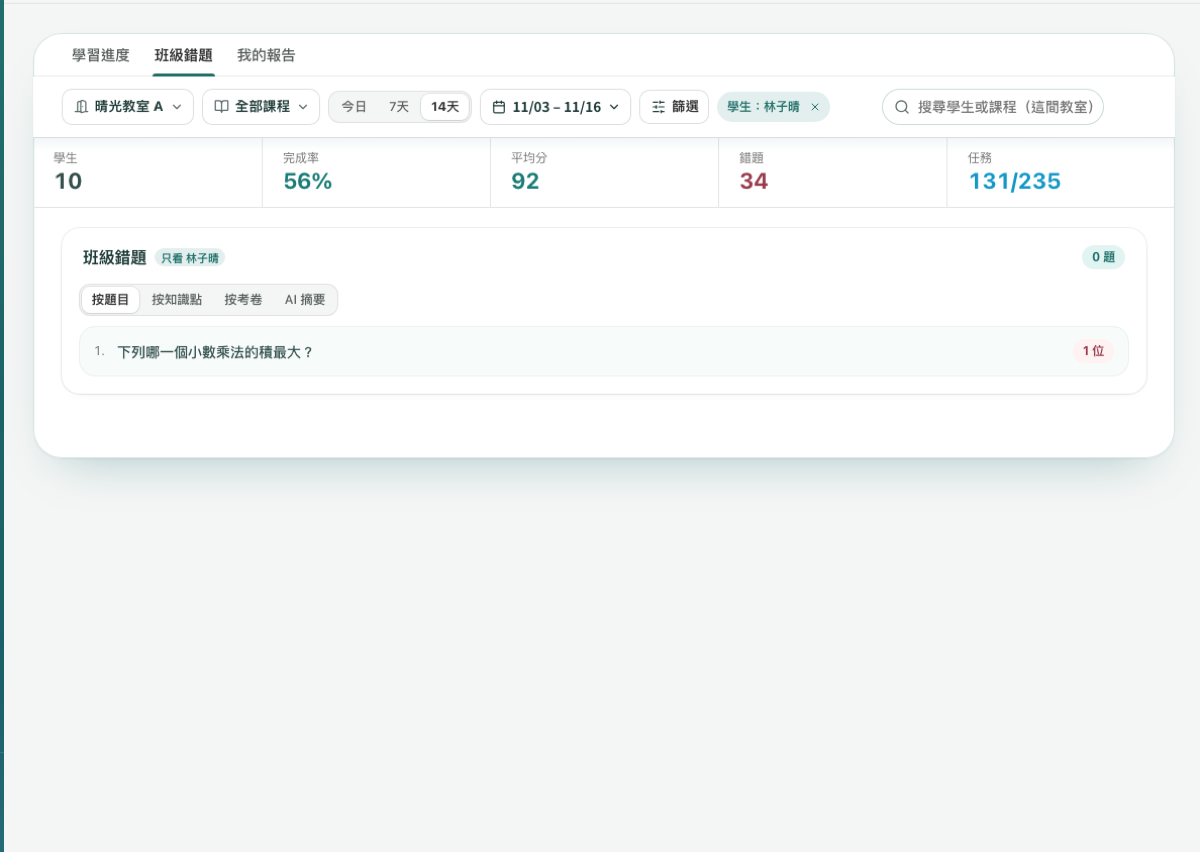 學習進度 班級錯題 我的報告
晴光教室 A 全部課程 今日 7天 14天 11/03 – 11/16 篩選 學生：林子晴 × 搜尋學生或課程（這間教室）
學生 完成率 平均分 錯題 任務
10 56% 92 34 131/235
班級錯題 只看 林子晴 0 題
按題目 按知識點 按考卷 AI 摘要
1. 下列哪一個小數乘法的積最大？ 1 位